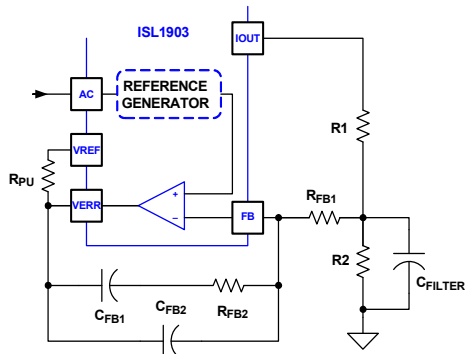 ISL1903
IOUT
AC
REFERENCE
GENERATOR
R1
VREF
RPU
+
VERR
−
FB
RFB1
R2
CFILTER
CFB1
RFB2
CFB2